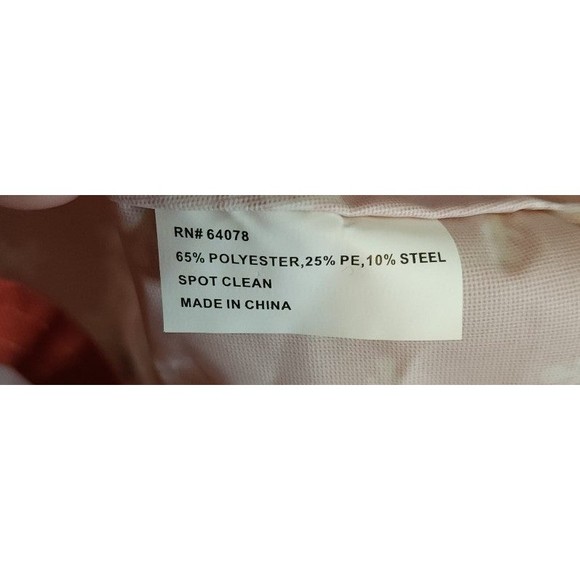 RN# 64078
65% POLYESTER,25% PE,10% STEEL
SPOT CLEAN
MADE IN CHINA